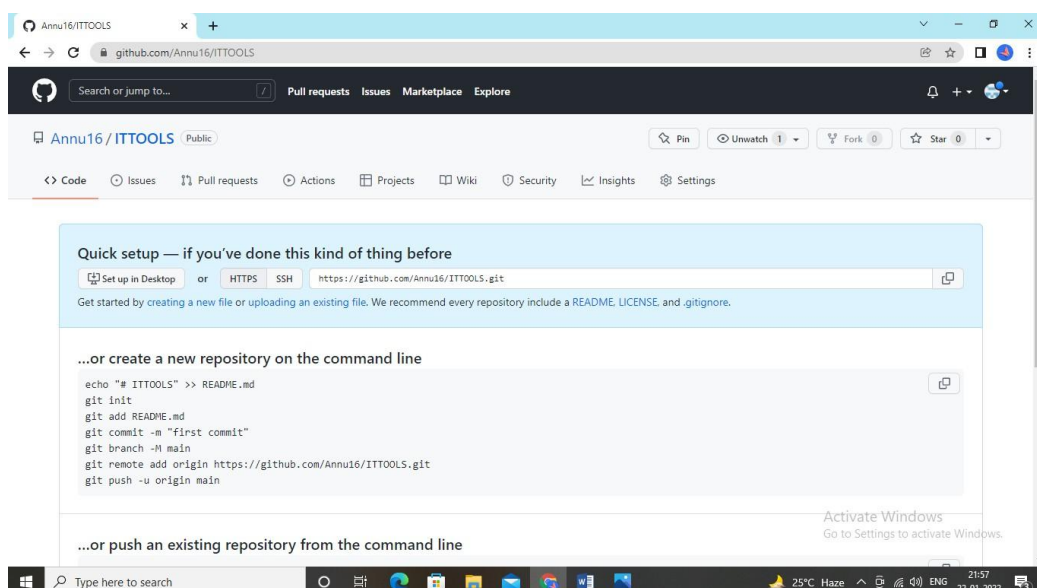 Annu16/ITTOOLS
github.com/Annu16/ITTOOLS
Search or jump to... / Pull requests Issues Marketplace Explore
Annu16 / ITTOOLS Public Pin Unwatch 1 Fork 0 Star 0
Code Issues Pull requests Actions Projects Wiki Security Insights Settings
Quick setup — if you've done this kind of thing before
Set up in Desktop or HTTPS SSH https://github.com/Annu16/ITTOOLS.git
Get started by creating a new file or uploading an existing file. We recommend every repository include a README, LICENSE, and .gitignore.
...or create a new repository on the command line
echo "# ITTOOLS" >> README.md
git init
git add README.md
git commit -m "first commit"
git branch -M main
git remote add origin https://github.com/Annu16/ITTOOLS.git
git push -u origin main
Activate Windows
Go to Settings to activate Windows.
...or push an existing repository from the command line
Type here to search 25°C Haze ENG 21:57